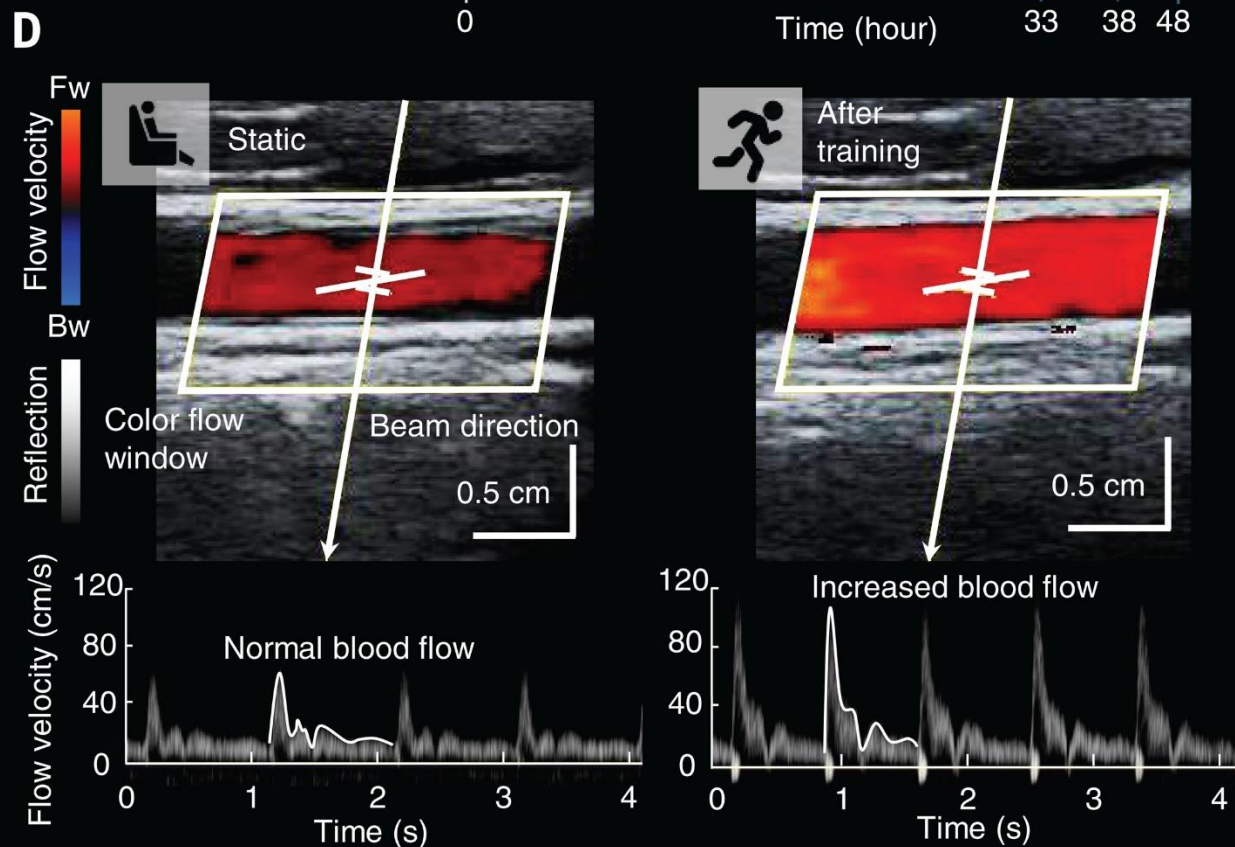 D
0
Time (hour)
33
38
48
Fw
Flow velocity
Bw
Reflection
Static
Color flow
window
Beam direction
0.5 cm
After
training
0.5 cm
Flow velocity (cm/s)
120
80
40
0
Normal blood flow
0
1
2
3
4
Time (s)
120
80
40
0
Increased blood flow
0
1
2
3
4
Time (s)